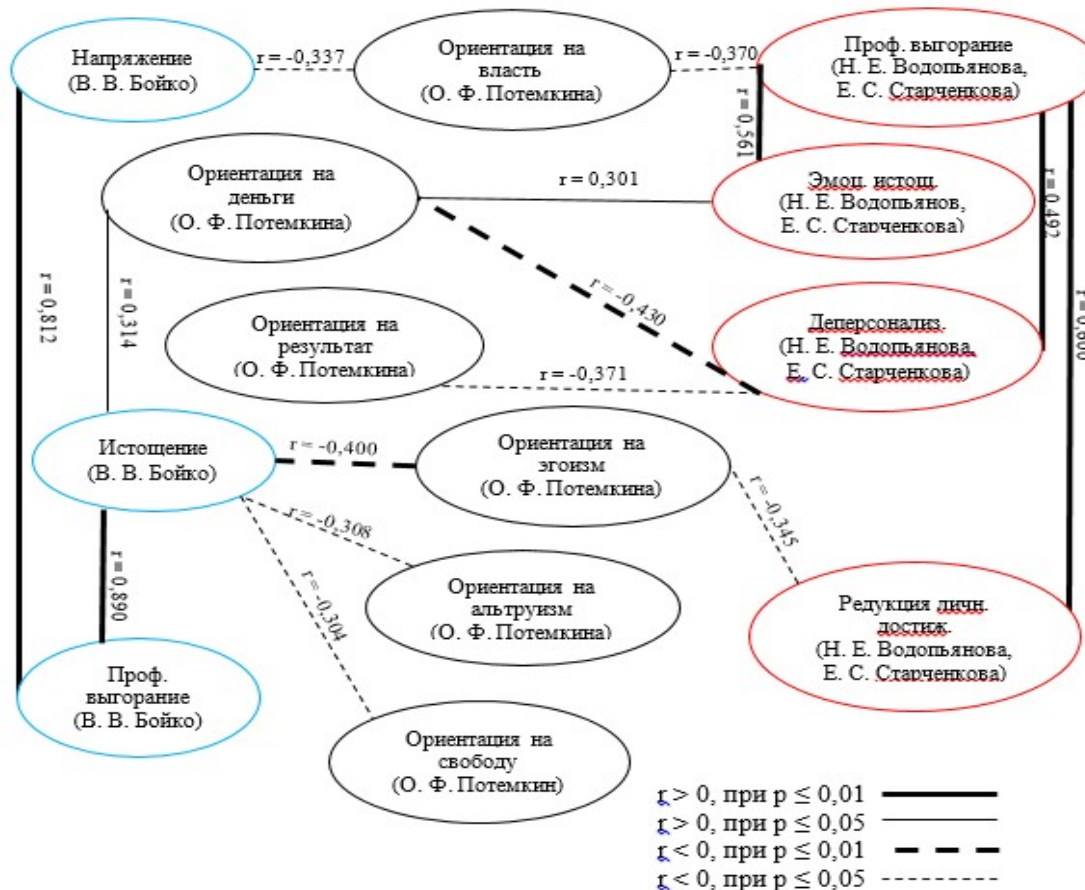 Напряжение
(В. В. Бойко)
r = -0,337
Ориентация на
власть
(О. Ф. Потемкина)
r = -0,370
Проф. выгорание
(Н. Е. Водопьянова,
Е. С. Старченкова)
r = 0,561
Ориентация на
деньги
(О. Ф. Потемкина)
r = 0,301
Эмоц. истощ.
(Н. Е. Водопьянов,
Е. С. Старченкова)
r = 0,492
r = 0,812
r = 0,314
r = -0,430
r = 0,600
Ориентация на
результат
(О. Ф. Потемкина)
r = -0,371
Деперсонализ.
(Н. Е. Водопьянова,
Е. С. Старченкова)
Истощение
(В. В. Бойко)
r = -0,400
Ориентация на
эгоизм
(О. Ф. Потемкина)
r = -0,345
r = -0,308
r = -0,304
r = 0,890
Ориентация на
альтруизм
(О. Ф. Потемкина)
Редукция личн.
достиж.
(Н. Е. Водопьянова,
Е. С. Старченкова)
Проф.
выгорание
(В. В. Бойко)
Ориентация на
свободу
(О. Ф. Потемкин)
r > 0, при p ≤ 0,01
r > 0, при p ≤ 0,05
r < 0, при p ≤ 0,01
r < 0, при p ≤ 0,05